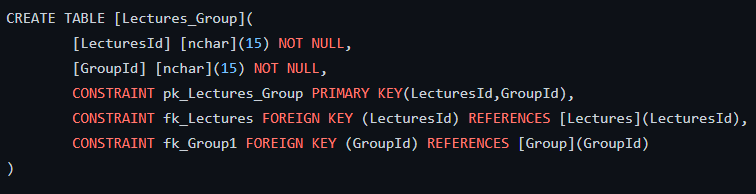 CREATE TABLE [Lectures_Group](
[LecturesId] [nchar](15) NOT NULL,
[GroupId] [nchar](15) NOT NULL,
CONSTRAINT pk_Lectures_Group PRIMARY KEY(LecturesId,GroupId),
CONSTRAINT fk_Lectures FOREIGN KEY (LecturesId) REFERENCES [Lectures](LecturesId),
CONSTRAINT fk_Group1 FOREIGN KEY (GroupId) REFERENCES [Group](GroupId)
)